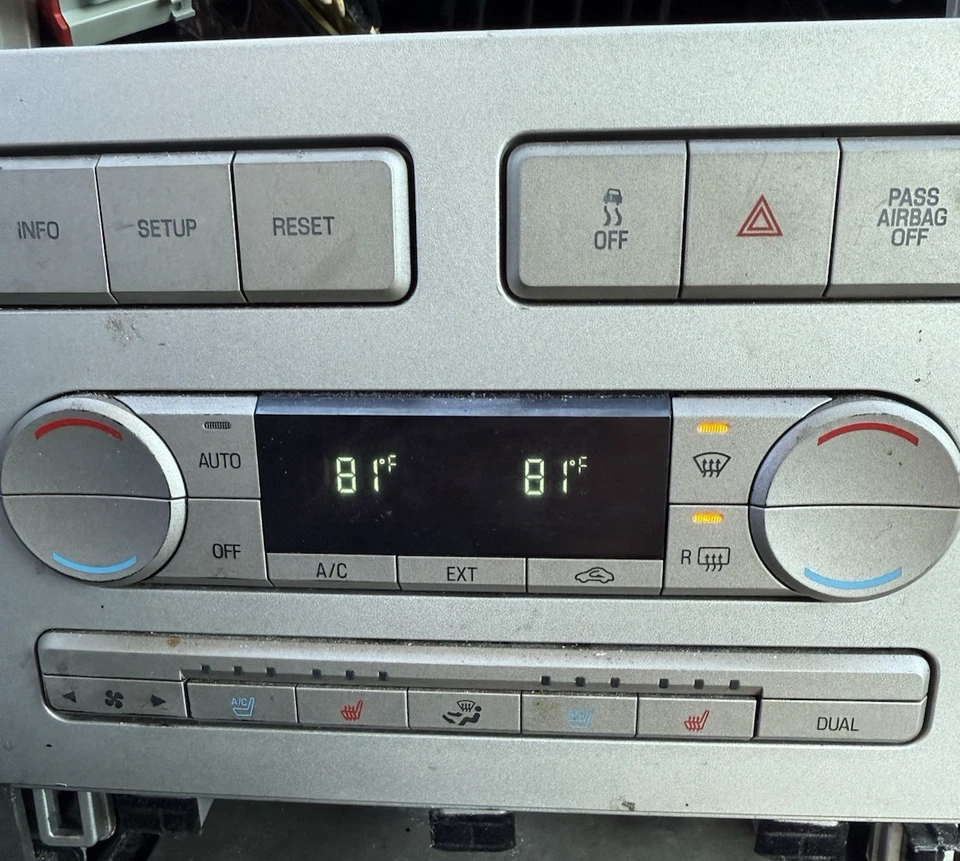 INFO
SETUP
RESET
OFF
PASS
AIRBAG
OFF
AUTO
81°F
81°F
OFF
R
A/C
EXT
A/C
DUAL